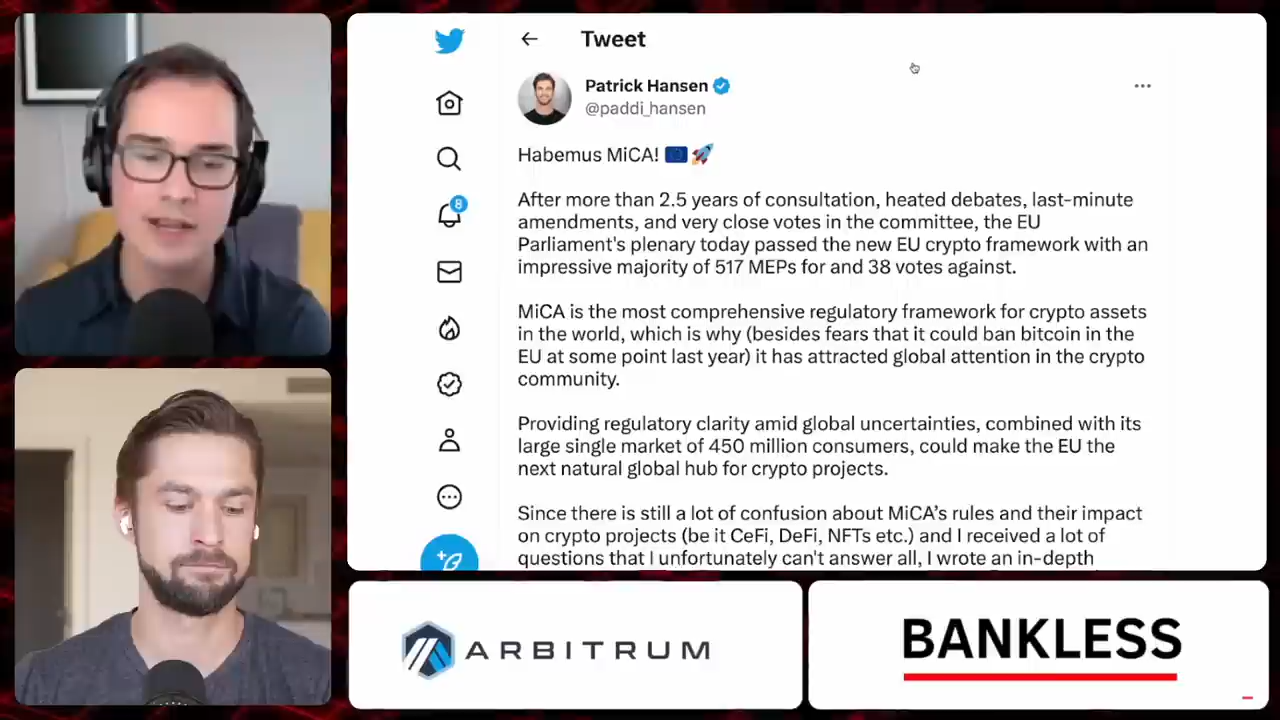 Tweet
Patrick Hansen
@paddi_hansen
Habemus MiCA! 🇪🇺🚀
After more than 2.5 years of consultation, heated debates, last-minute
amendments, and very close votes in the committee, the EU
Parliament's plenary today passed the new EU crypto framework with an
impressive majority of 517 MEPs for and 38 votes against.
MiCA is the most comprehensive regulatory framework for crypto assets
in the world, which is why (besides fears that it could ban bitcoin in the
EU at some point last year) it has attracted global attention in the crypto
community.
Providing regulatory clarity amid global uncertainties, combined with its
large single market of 450 million consumers, could make the EU the
next natural global hub for crypto projects.
Since there is still a lot of confusion about MiCA’s rules and their impact
on crypto projects (be it CeFi, DeFi, NFTs etc.) and I received a lot of
questions that I unfortunately can't answer all, I wrote an in-depth
8
ARBITRUM
BANKLESS